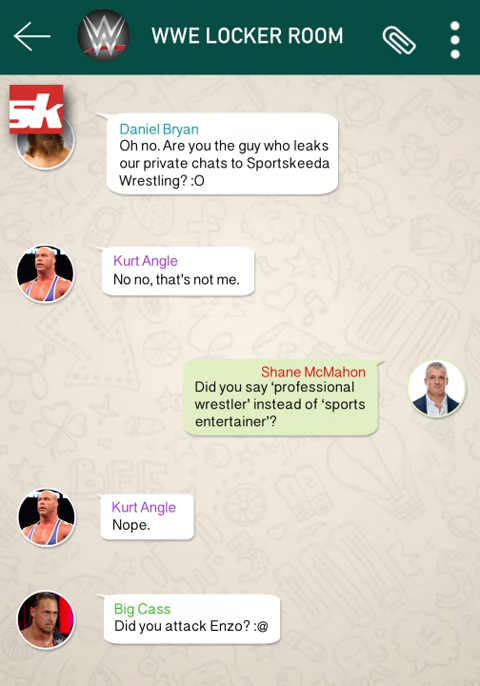 W
WWE LOCKER ROOM
sk
Daniel Bryan
Oh no. Are you the guy who leaks
our private chats to Sportskeeda
Wrestling? :O
Kurt Angle
No no, that's not me.
Shane McMahon
Did you say ‘professional
wrestler’ instead of ‘sports
entertainer’?
Kurt Angle
Nope.
Big Cass
Did you attack Enzo? :@